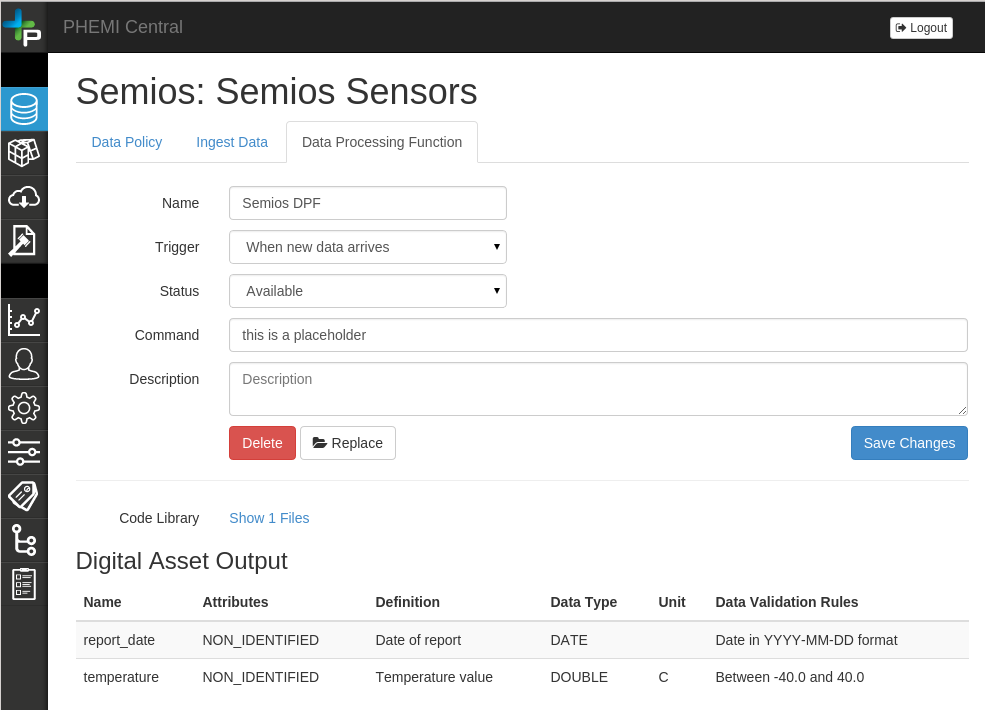 PHEMI Central
Logout
Semios: Semios Sensors
Data Policy Ingest Data Data Processing Function
Name Semios DPF
Trigger When new data arrives
Status Available
Command this is a placeholder
Description Description
Delete Replace Save Changes
Code Library Show 1 Files
Digital Asset Output
Name Attributes Definition Data Type Unit Data Validation Rules
report_date NON_IDENTIFIED Date of report DATE Date in YYYY-MM-DD format
temperature NON_IDENTIFIED Temperature value DOUBLE C Between -40.0 and 40.0